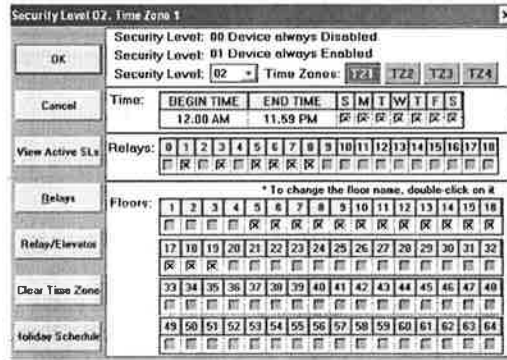 Security Level 02, Time Zone 1
Security Level: 00 Device always Disabled
Security Level: 01 Device always Enabled
Security Level: 02 Time Zones: TZ1 TZ2 TZ3 TZ4
OK
Cancel
View Active SLs
Relays
Relay/Elevator
Clear Time Zone
Holiday Schedule
Time: BEGIN TIME END TIME S M T W T F S
12.00 AM 11.59 PM
Relays: 0 1 2 3 4 5 6 7 8 9 10 11 12 13 14 15 16 17 18
* To change the floor name, double-click on it
Floors: 1 2 3 4 5 6 7 8 9 10 11 12 13 14 15 16
17 18 19 20 21 22 23 24 25 26 27 28 29 30 31 32
33 34 35 36 37 38 39 40 41 42 43 44 45 46 47 48
49 50 51 52 53 54 55 56 57 58 59 60 61 62 63 64